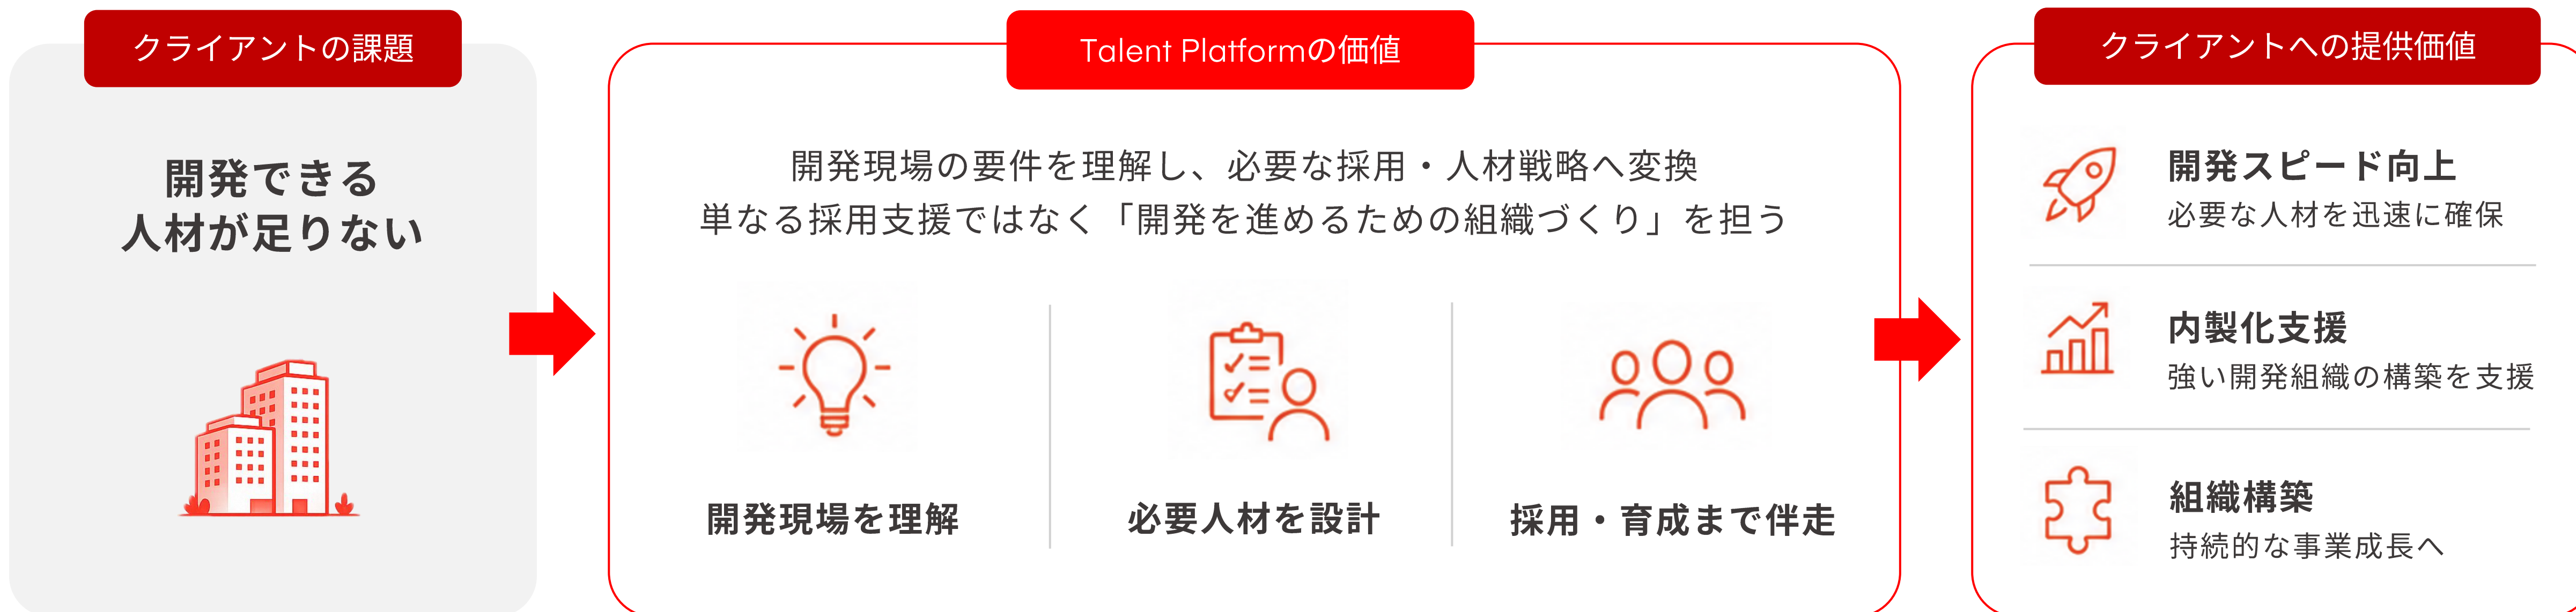 クライアントの課題
開発できる
人材が足りない
Talent Platformの価値
開発現場の要件を理解し、必要な採用・人材戦略へ変換
単なる採用支援ではなく「開発を進めるための組織づくり」を担う
開発現場を理解
必要人材を設計
採用・育成まで伴走
クライアントへの提供価値
開発スピード向上
必要な人材を迅速に確保
内製化支援
強い開発組織の構築を支援
組織構築
持続的な事業成長へ